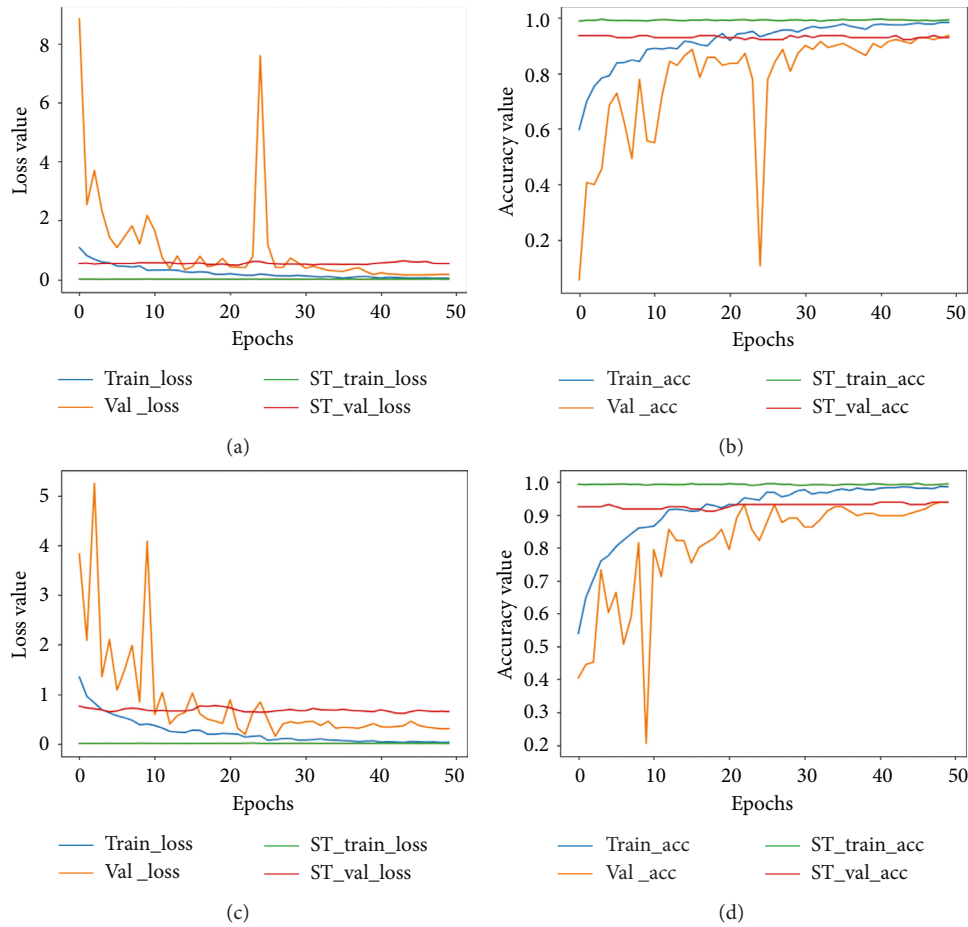 8
6
4
2
0
Loss value
0 10 20 30 40 50
Epochs
Train_loss ST_train_loss
Val _loss ST_val_loss
(a)
1.0
0.8
0.6
0.4
0.2
Accuracy value
0 10 20 30 40 50
Epochs
Train_acc ST_train_acc
Val _acc ST_val_acc
(b)
5
4
3
2
1
0
Loss value
0 10 20 30 40 50
Epochs
Train_loss ST_train_loss
Val _loss ST_val_loss
(c)
1.0
0.9
0.8
0.7
0.6
0.5
0.4
0.3
0.2
Accuracy value
0 10 20 30 40 50
Epochs
Train_acc ST_train_acc
Val _acc ST_val_acc
(d)